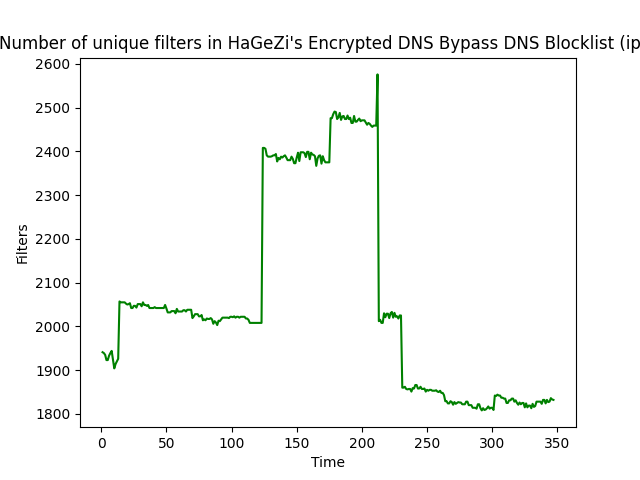 Number of unique filters in HaGeZi's Encrypted DNS Bypass DNS Blocklist (ip
2600
2500
2400
2300
2200
2100
2000
1900
1800
Filters
0 50 100 150 200 250 300 350
Time